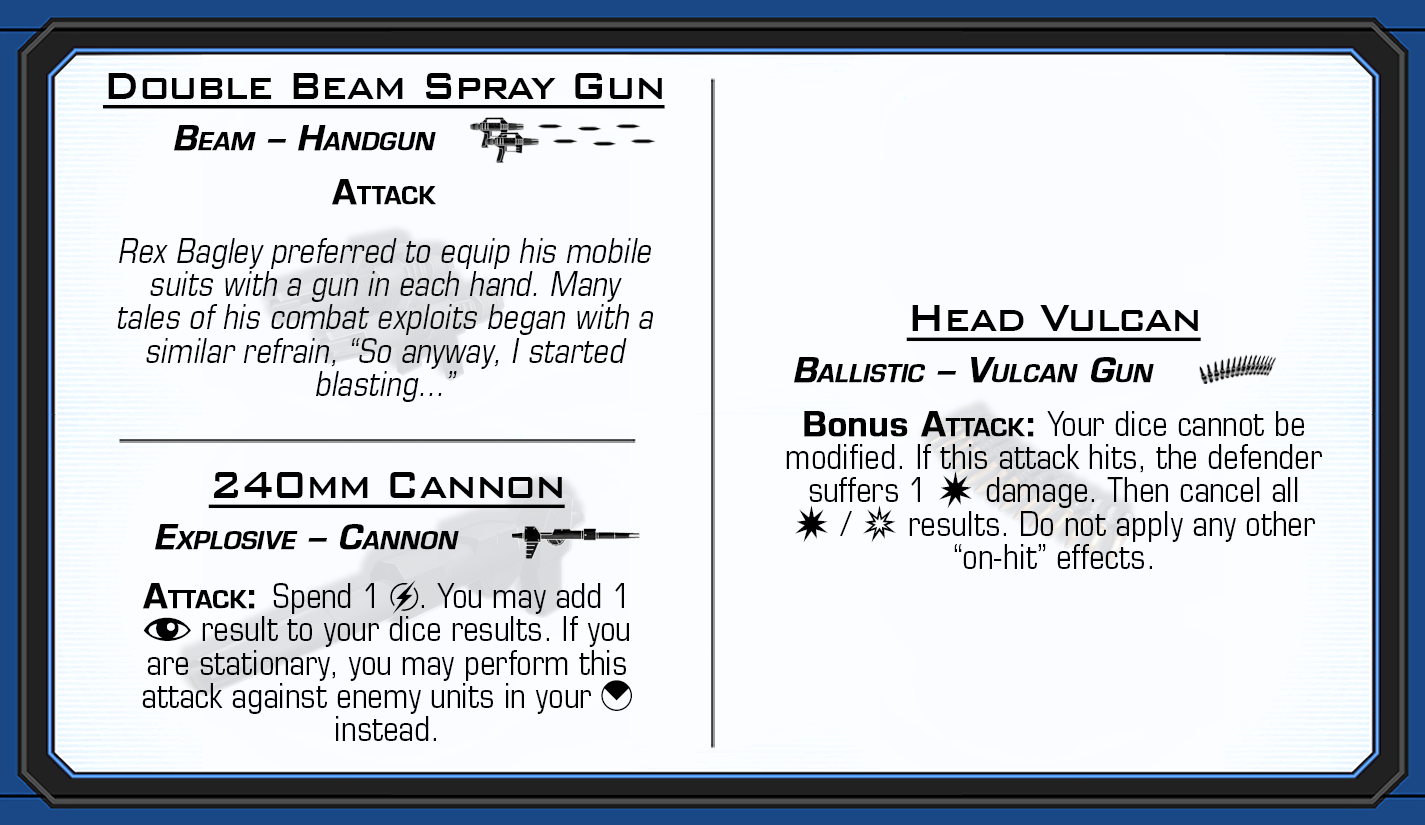 Double Beam Spray Gun
Beam – Handgun
Attack
Rex Bagley preferred to equip his mobile
suits with a gun in each hand. Many
tales of his combat exploits began with a
similar refrain, “So anyway, I started
blasting...”
240mm Cannon
Explosive – Cannon
Attack: Spend 1 . You may add 1
result to your dice results. If you
are stationary, you may perform this
attack against enemy units in your
instead.
Head Vulcan
Ballistic – Vulcan Gun
Bonus Attack: Your dice cannot be
modified. If this attack hits, the defender
suffers 1 damage. Then cancel all
/ results. Do not apply any other
“on-hit” effects.